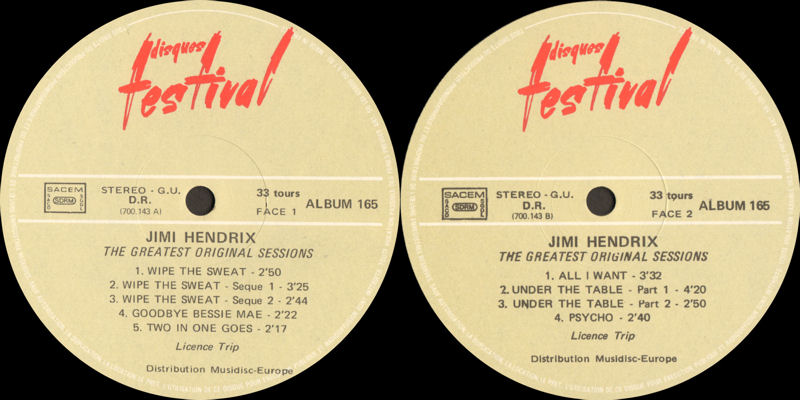 disques
festival
SACEM
SACD SDRM SGDL
STEREO - G.U.
D.R.
(700.143 A)
33 tours
FACE 1
ALBUM 165
JIMI HENDRIX
THE GREATEST ORIGINAL SESSIONS
1. WIPE THE SWEAT - 2'50
2. WIPE THE SWEAT - Seque 1 - 3'25
3. WIPE THE SWEAT - Seque 2 - 2'44
4. GOODBYE BESSIE MAE - 2'22
5. TWO IN ONE GOES - 2'17
Licence Trip
Distribution Musidisc-Europe
disques
festival
SACEM
SACD SDRM SGDL
STEREO - G.U.
D.R.
(700.143 B)
33 tours
FACE 2
ALBUM 165
JIMI HENDRIX
THE GREATEST ORIGINAL SESSIONS
1. ALL I WANT - 3'32
2. UNDER THE TABLE - Part 1 - 4'20
3. UNDER THE TABLE - Part 2 - 2'50
4. PSYCHO - 2'40
Licence Trip
Distribution Musidisc-Europe